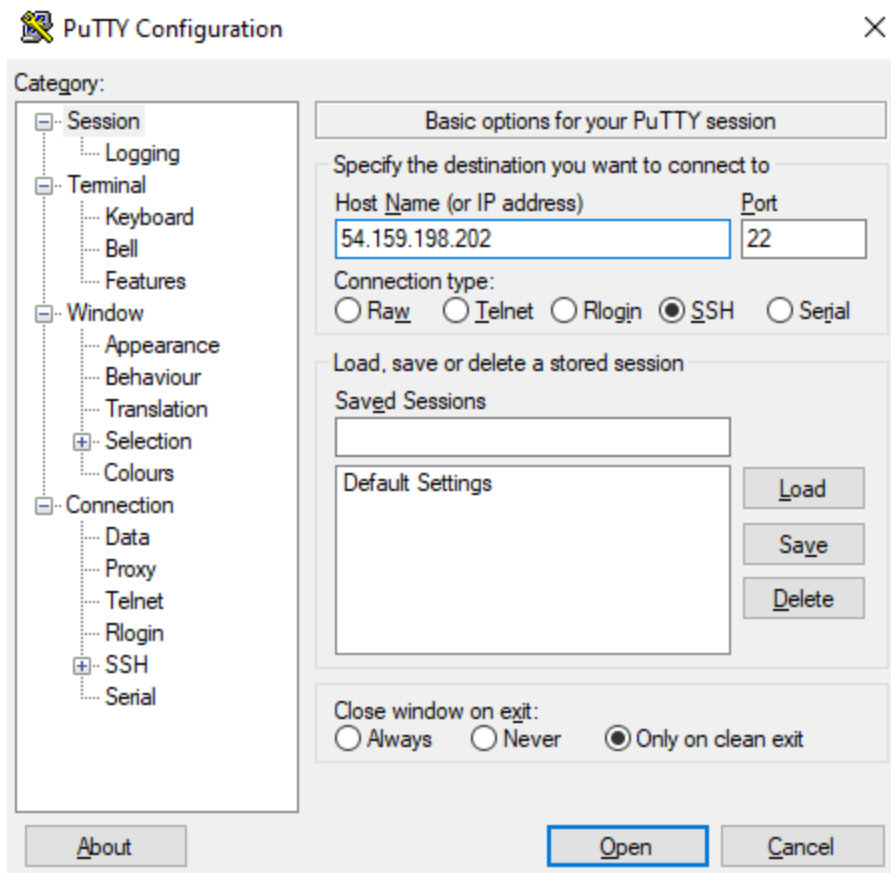 PuTTY Configuration
Category:
Session
Logging
Terminal
Keyboard
Bell
Features
Window
Appearance
Behaviour
Translation
Selection
Colours
Connection
Data
Proxy
Telnet
Rlogin
SSH
Serial
Basic options for your PuTTY session
Specify the destination you want to connect to
Host Name (or IP address) Port
54.159.198.202 22
Connection type:
Raw Telnet Rlogin SSH Serial
Load, save or delete a stored session
Saved Sessions
Default Settings
Load
Save
Delete
Close window on exit:
Always Never Only on clean exit
About Open Cancel